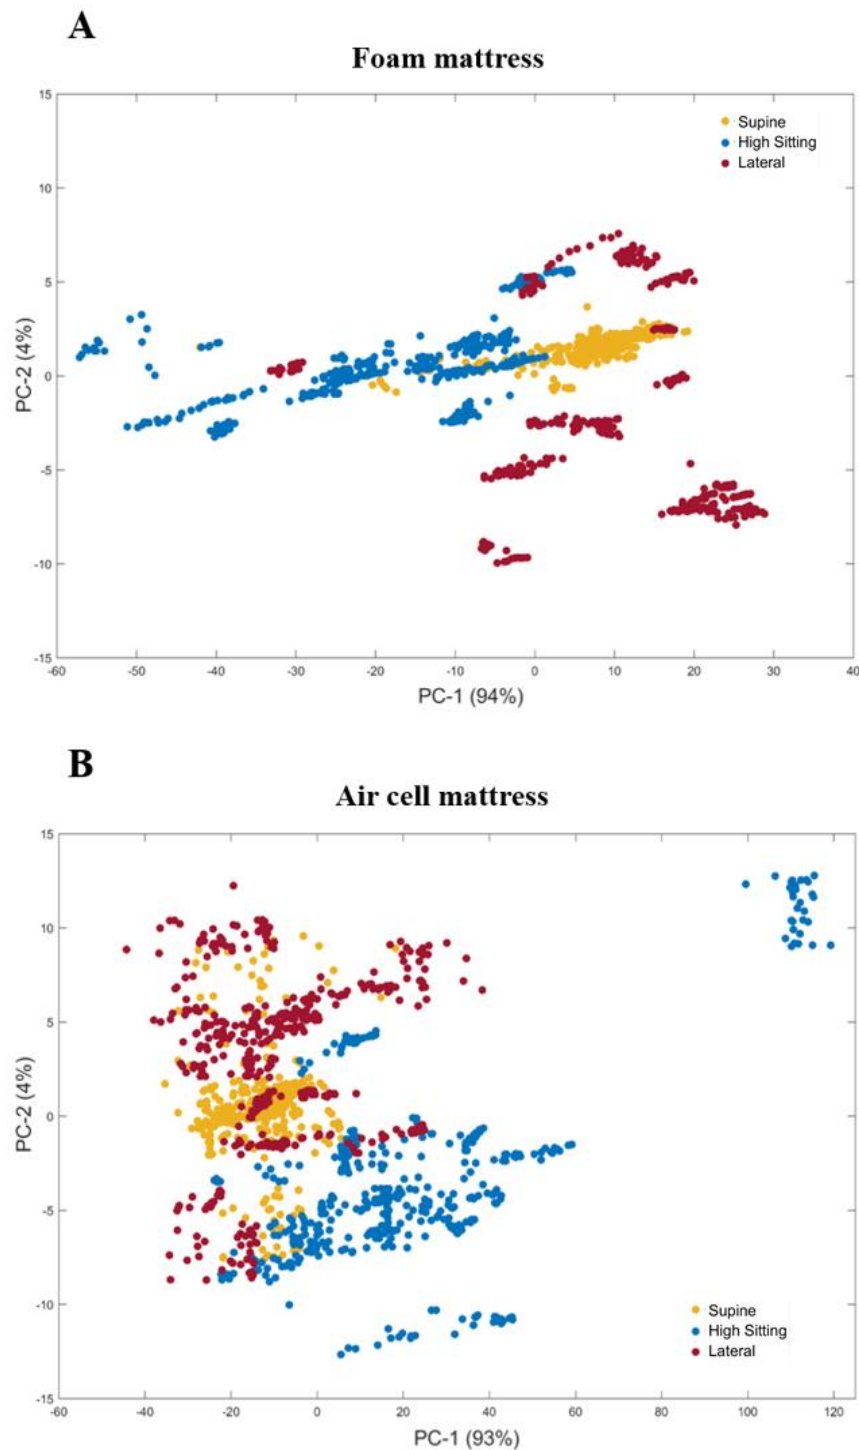 A
Foam mattress
15
10
5
0
-5
-10
-15
PC-2 (4%)
Supine
High Sitting
Lateral
-60 -50 -40 -30 -20 -10 0 10 20 30 40
PC-1 (94%)
B
Air cell mattress
15
10
5
0
-5
-10
-15
PC-2 (4%)
Supine
High Sitting
Lateral
-60 -40 -20 0 20 40 60 80 100 120
PC-1 (93%)